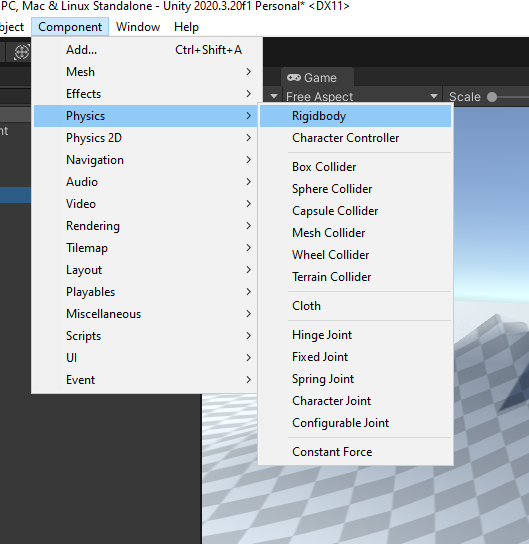 PC, Mac & Linux Standalone - Unity 2020.3.20f1 Personal* <DX11>
bject Component Window Help
Add... Ctrl+Shift+A
Mesh
Effects
Physics
Physics 2D
Navigation
Audio
Video
Rendering
Tilemap
Layout
Playables
Miscellaneous
Scripts
UI
Event
Game
Free Aspect Scale
nt
Rigidbody
Character Controller
Box Collider
Sphere Collider
Capsule Collider
Mesh Collider
Wheel Collider
Terrain Collider
Cloth
Hinge Joint
Fixed Joint
Spring Joint
Character Joint
Configurable Joint
Constant Force